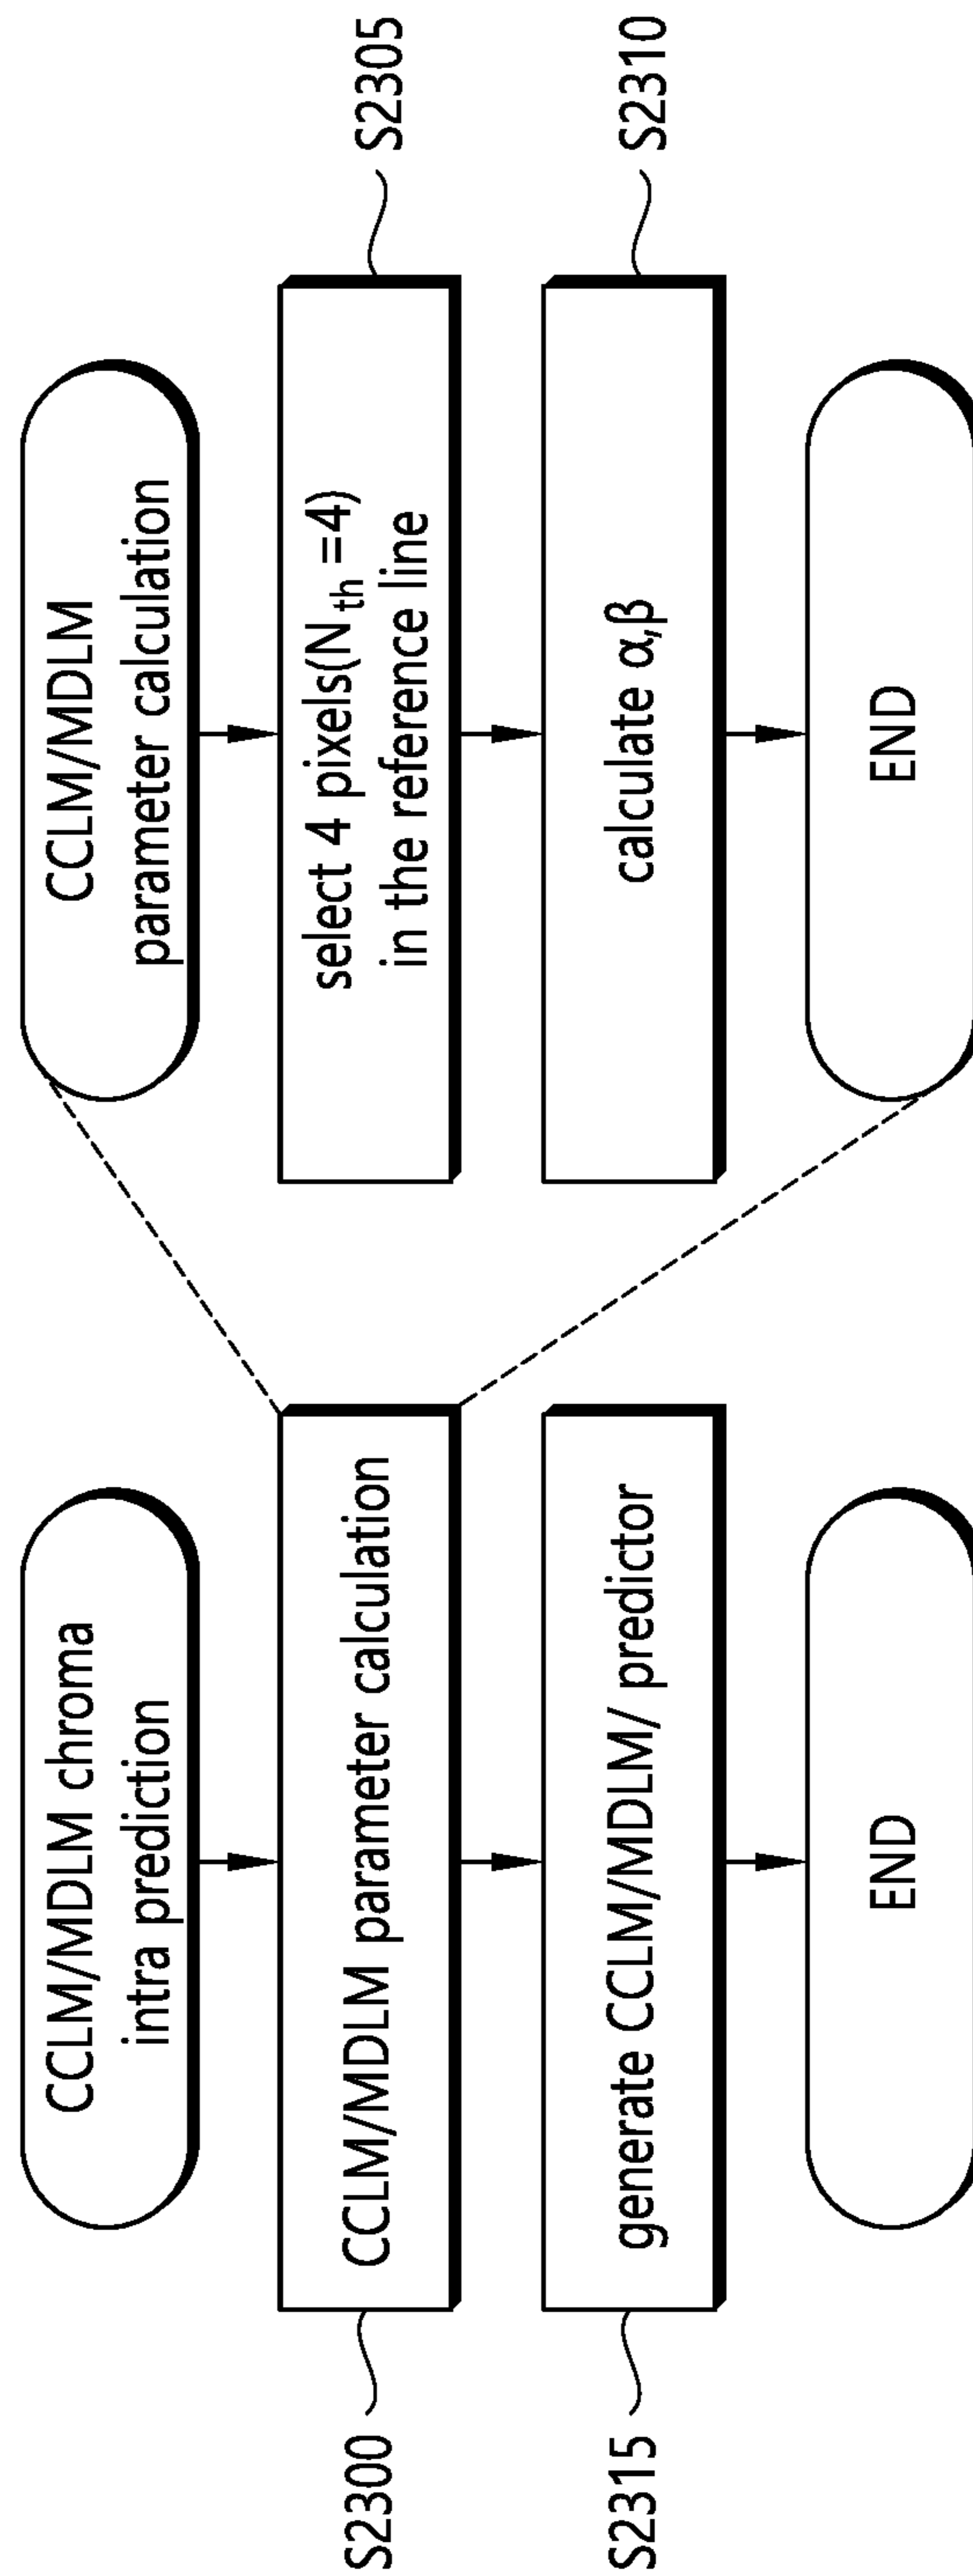 CCLM/MDLM chroma
intra prediction
S2300
CCLM/MDLM parameter calculation
S2315
generate CCLM/MDLM/ predictor
END
CCLM/MDLM
parameter calculation
select 4 pixels(Nth=4)
in the reference line
S2305
calculate α,β
S2310
END